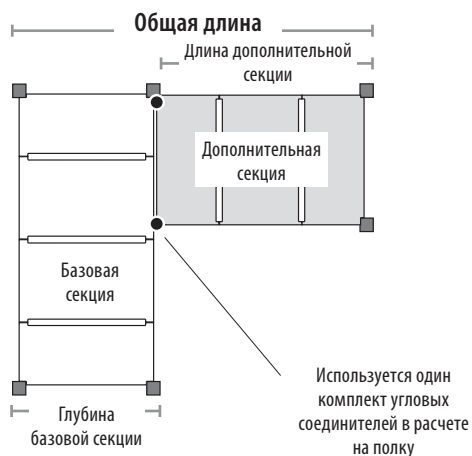 Общая длина
Длина дополнительной
секции
Дополнительная
секция
Базовая
секция
Глубина
базовой секции
Используется один
комплект угловых
соединителей в расчете
на полку